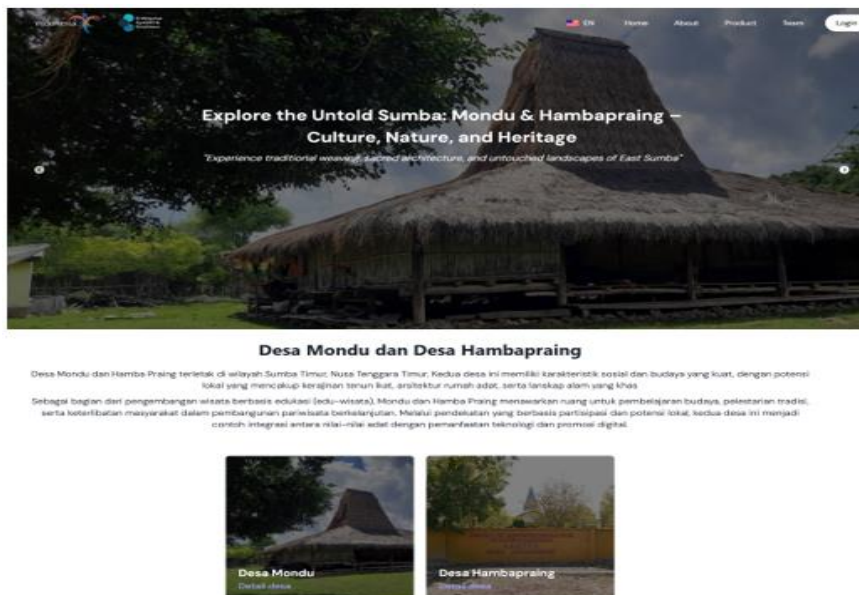 EN Home About Product Team Login
Explore the Untold Sumba: Mondu & Hambapraing –
Culture, Nature, and Heritage
"Experience traditional weaving, sacred architecture, and untouched landscapes of East Sumba"
Desa Mondu dan Desa Hambapraing
Desa Mondu dan Hamba Praing terletak di wilayah Sumba Timur, Nusa Tenggara Timur. Kedua desa ini memiliki karakteristik sosial dan budaya yang kuat, dengan potensi
lokal yang mencakup kerajinan tenun ikat, arsitektur rumah adat, serta lanskap alam yang khas.
Sebagai bagian dari pengembangan wisata berbasis edukasi (edu-wisata), Mondu dan Hamba Praing menawarkan ruang untuk pembelajaran budaya, pelestarian tradisi,
serta keterlibatan masyarakat dalam pembangunan pariwisata berkelanjutan. Melalui pendekatan yang berbasis partisipasi dan potensi lokal, kedua desa ini menjadi
contoh integrasi antara nilai-nilai adat dengan pemanfaatan teknologi dan promosi digital.
Desa Mondu
Detail desa
Desa Hambapraing
Detail desa